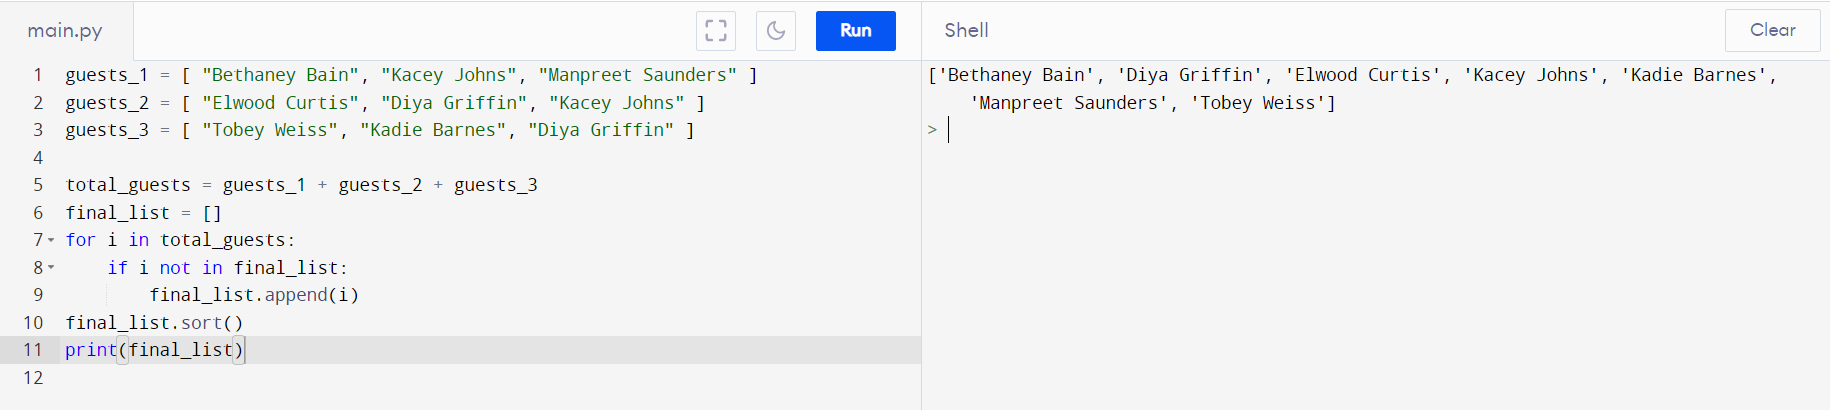 main.py
Run
Shell
Clear
1 guests_1 = [ "Bethaney Bain", "Kacey Johns", "Manpreet Saunders" ]
2 guests_2 = [ "Elwood Curtis", "Diya Griffin", "Kacey Johns" ]
3 guests_3 = [ "Tobey Weiss", "Kadie Barnes", "Diya Griffin" ]
4
5 total_guests = guests_1 + guests_2 + guests_3
6 final_list = []
7 for i in total_guests:
8     if i not in final_list:
9         final_list.append(i)
10 final_list.sort()
11 print(final_list)
12
['Bethaney Bain', 'Diya Griffin', 'Elwood Curtis', 'Kacey Johns', 'Kadie Barnes',
    'Manpreet Saunders', 'Tobey Weiss']
>